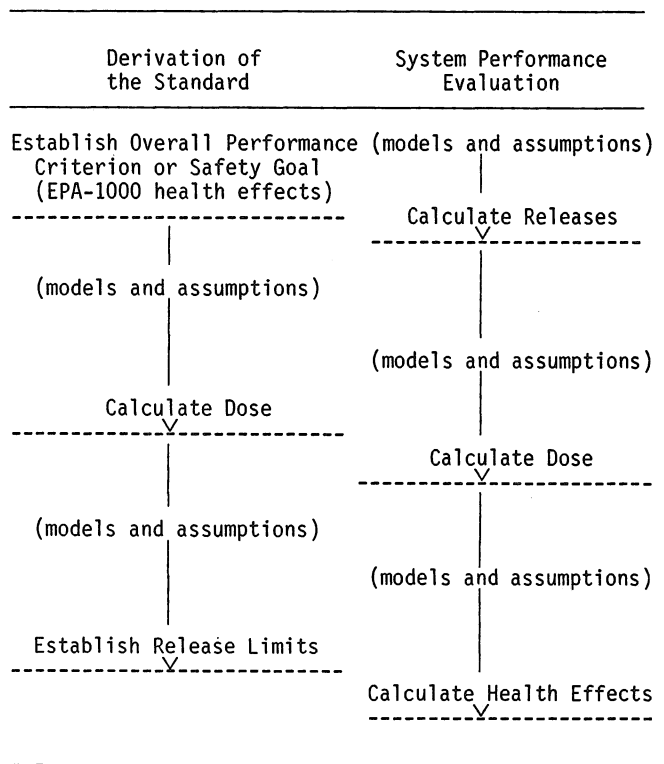 Derivation of
the Standard
System Performance
Evaluation
Establish Overall Performance
Criterion or Safety Goal
(EPA-1000 health effects)
(models and assumptions)
Calculate Dose
(models and assumptions)
Establish Release Limits
(models and assumptions)
Calculate Releases
(models and assumptions)
Calculate Dose
(models and assumptions)
Calculate Health Effects